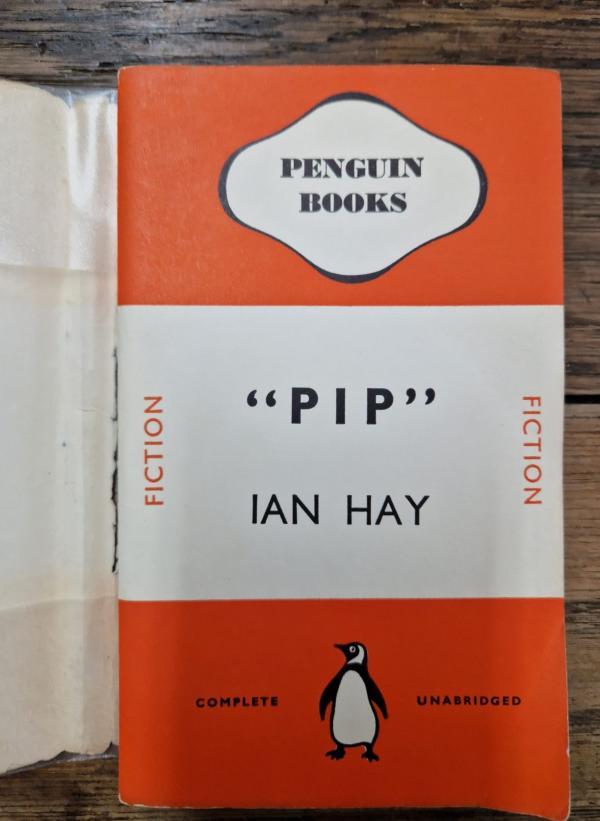 PENGUIN
BOOKS
“PIP”
IAN HAY
FICTION
FICTION
COMPLETE
UNABRIDGED